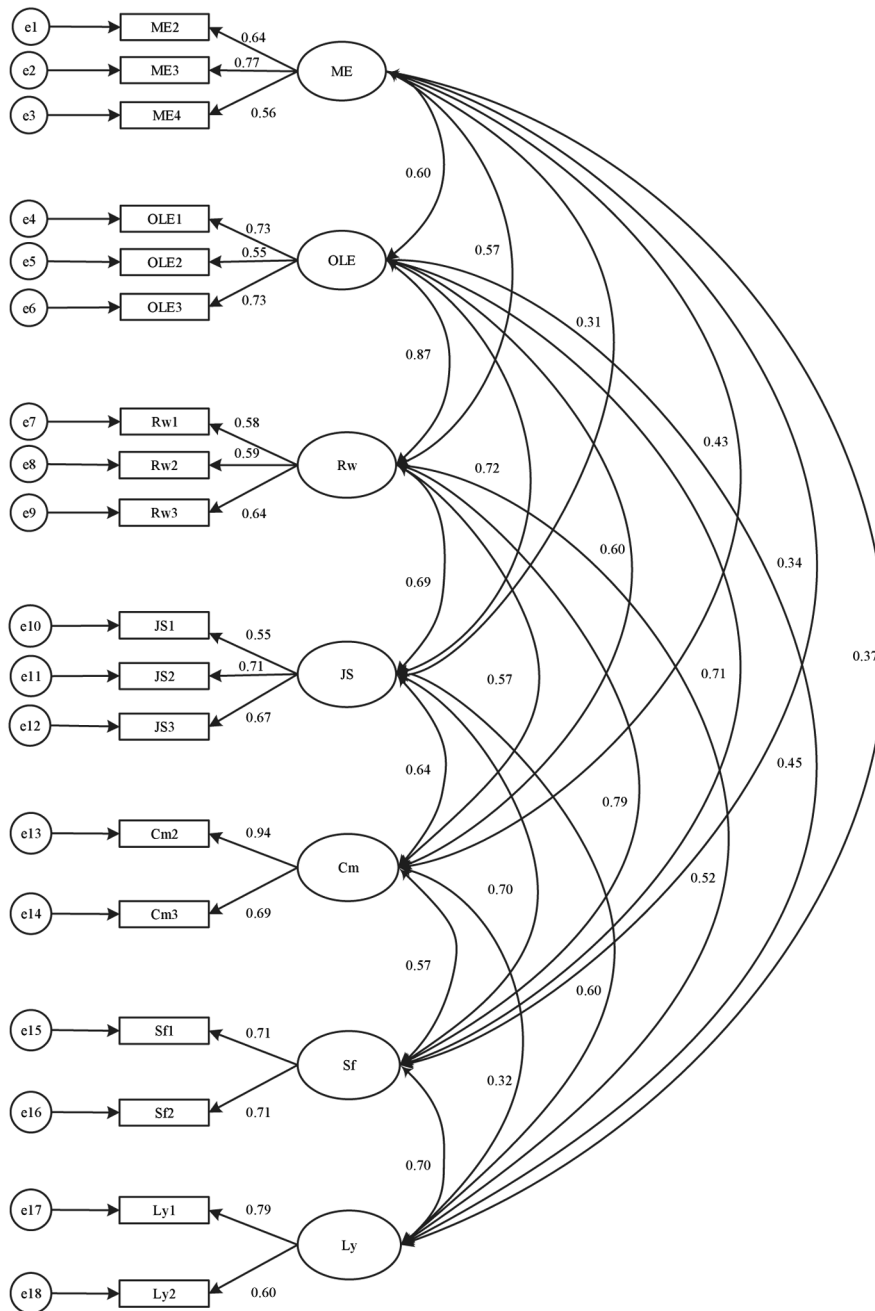 e1
ME2
0.64
e2
ME3
0.77
ME
e3
ME4
0.56
0.60
e4
OLE1
0.73
e5
OLE2
0.55
OLE
0.57
e6
OLE3
0.73
0.31
0.87
e7
Rw1
0.58
0.43
e8
Rw2
0.59
Rw
0.72
e9
Rw3
0.64
0.60
0.34
0.69
e10
JS1
0.55
0.37
e11
JS2
0.71
JS
0.57
0.71
e12
JS3
0.67
0.64
0.45
0.79
e13
Cm2
0.94
Cm
0.70
0.52
e14
Cm3
0.69
0.57
0.60
e15
Sf1
0.71
Sf
0.32
e16
Sf2
0.71
0.70
e17
Ly1
0.79
Ly
e18
Ly2
0.60